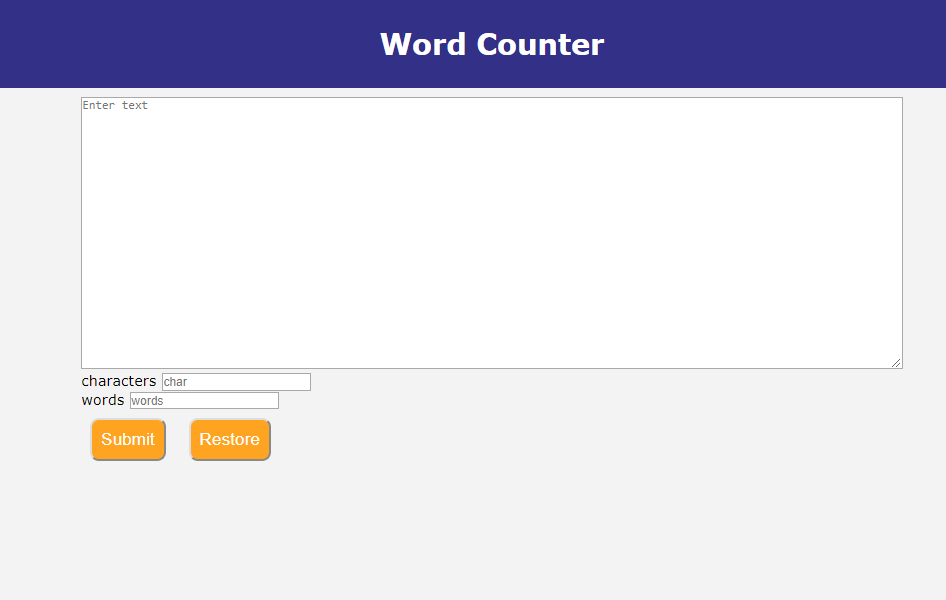 Word Counter
Enter text
characters char
words words
Submit Restore